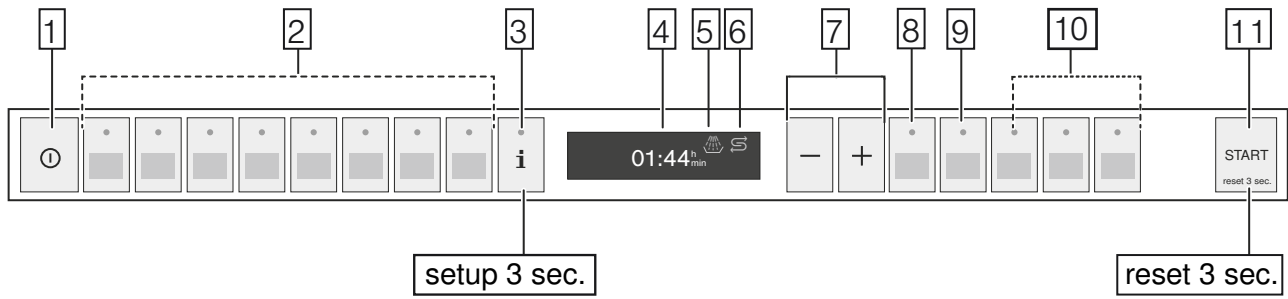 1 2 3 4 5 6 7 8 9 10 11
i
01:44 h min
− +
START
reset 3 sec.
setup 3 sec.
reset 3 sec.